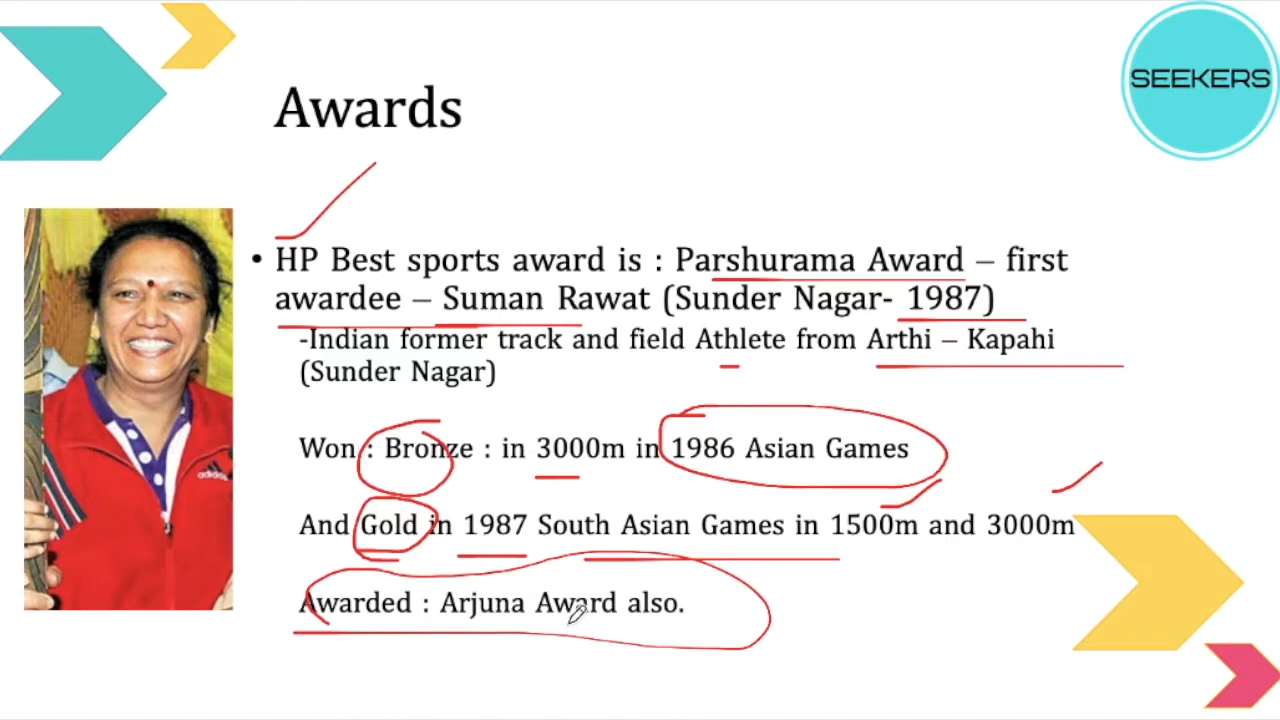 SEEKERS
Awards
• HP Best sports award is : Parshurama Award – first
awardee – Suman Rawat (Sunder Nagar- 1987)
-Indian former track and field Athlete from Arthi – Kapahi
(Sunder Nagar)
Won : Bronze : in 3000m in 1986 Asian Games
And Gold in 1987 South Asian Games in 1500m and 3000m
Awarded : Arjuna Award also.
adidas